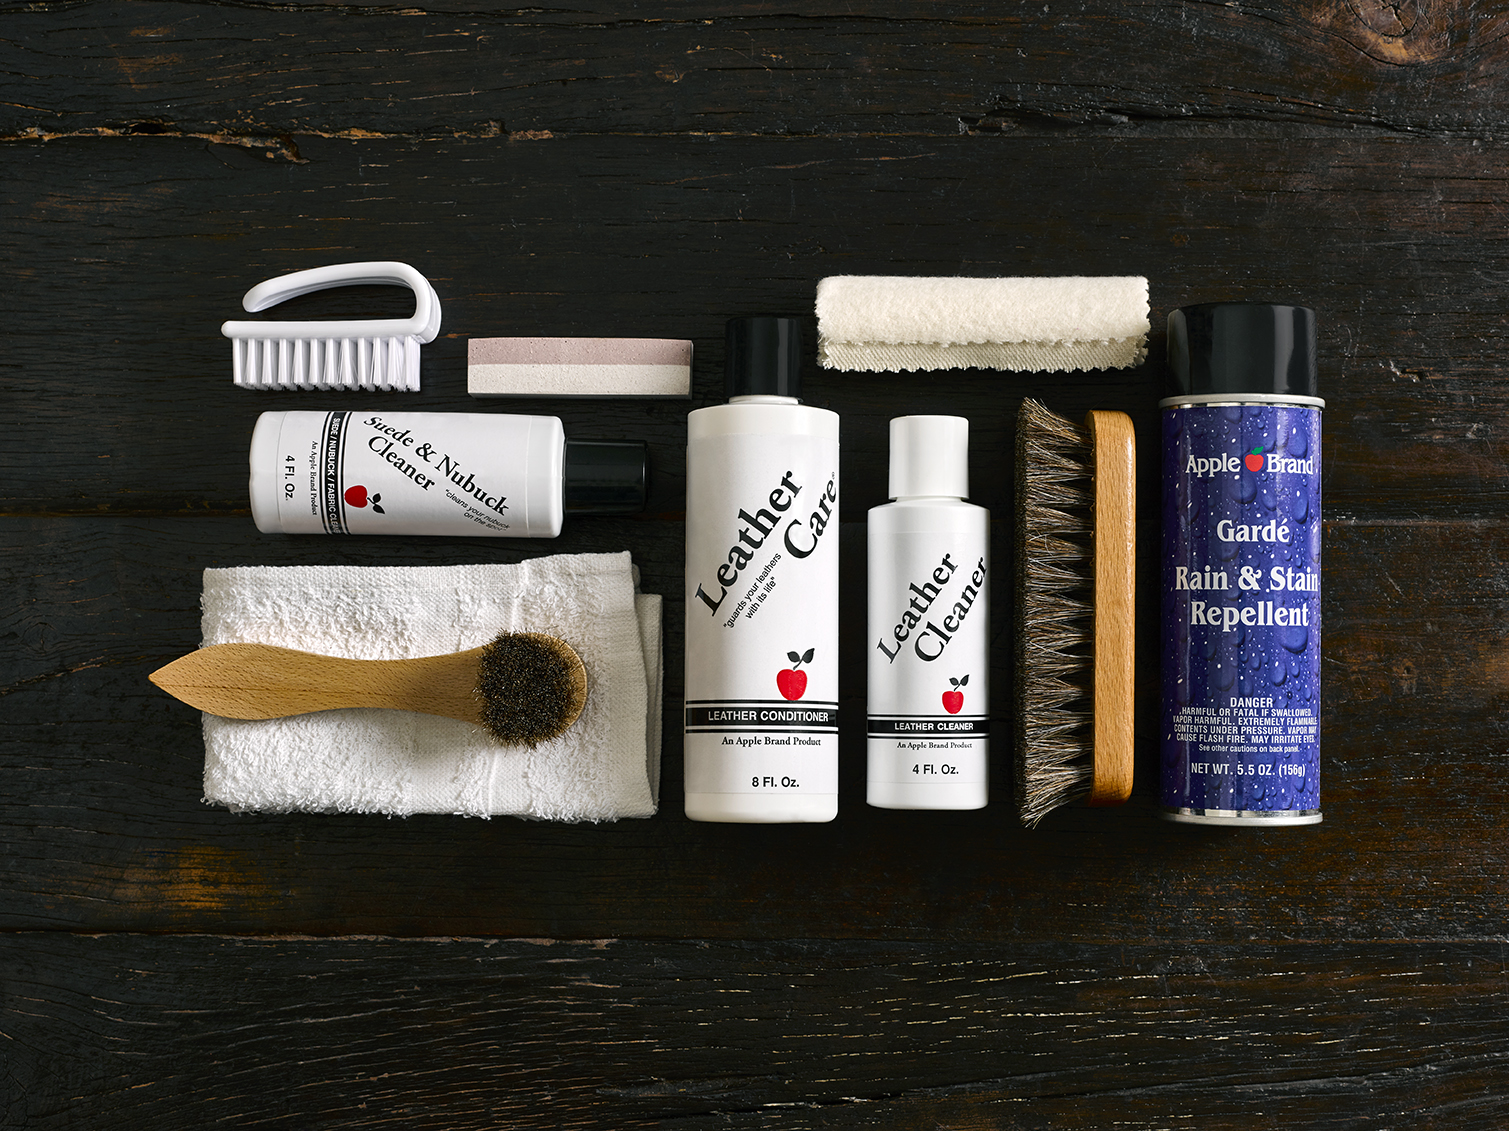 Suede & Nubuck
Cleaner
"cleans your nubuck
on the spot"
SUEDE / NUBUCK / FABRIC
An Apple Brand Product
4 Fl. Oz.
Leather
Care®
"guards your leathers
with its life"
LEATHER CONDITIONER
An Apple Brand Product
8 Fl. Oz.
Leather
Cleaner
LEATHER CLEANER
An Apple Brand Product
4 Fl. Oz.
Apple Brand
Gardé
Rain & Stain
Repellent
DANGER
HARMFUL OR FATAL IF SWALLOWED.
VAPOR HARMFUL. EXTREMELY FLAMMABLE.
CONTENTS UNDER PRESSURE. VAPOR MAY
CAUSE FLASH FIRE. MAY IRRITATE EYES.
See other cautions on back panel.
NET WT. 5.5 OZ. (156g)